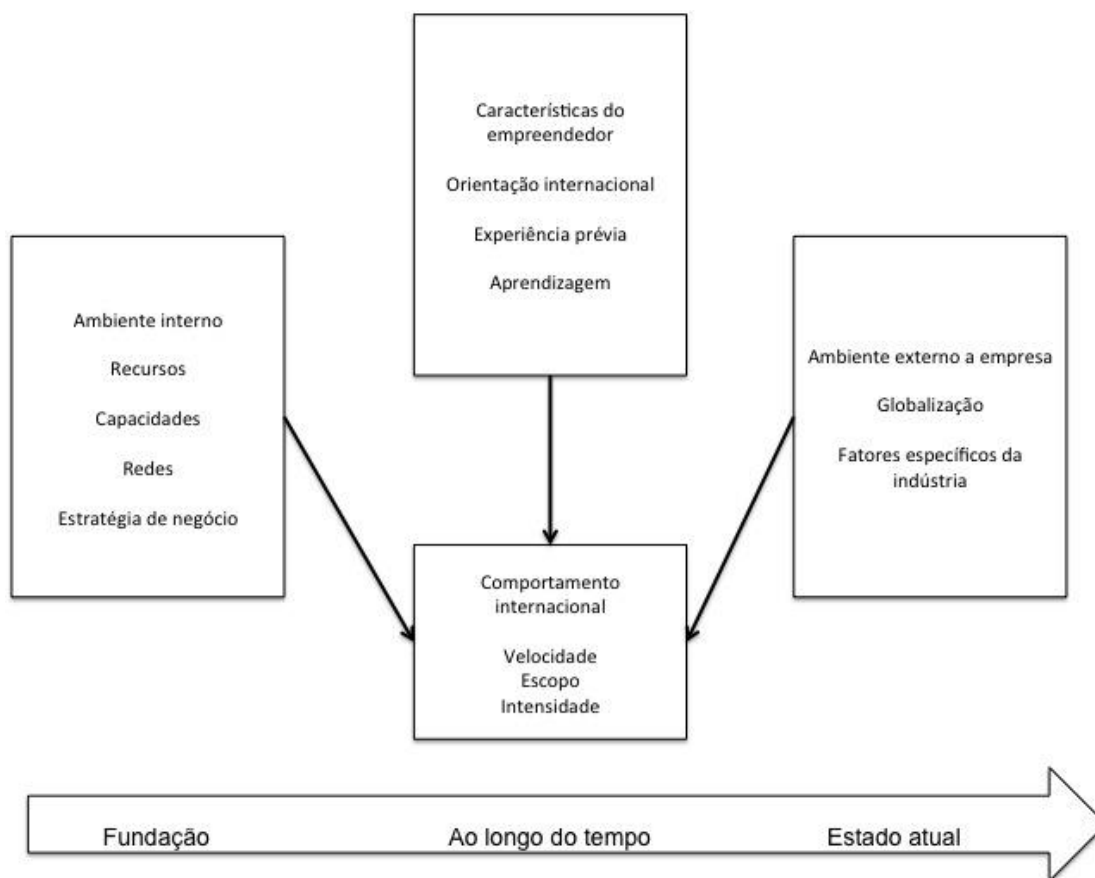 Características do
empreendedor
Orientação internacional
Experiência prévia
Aprendizagem
Ambiente interno
Recursos
Capacidades
Redes
Estratégia de negócio
Ambiente externo a empresa
Globalização
Fatores específicos da
indústria
Comportamento
internacional
Velocidade
Escopo
Intensidade
Fundação
Ao longo do tempo
Estado atual